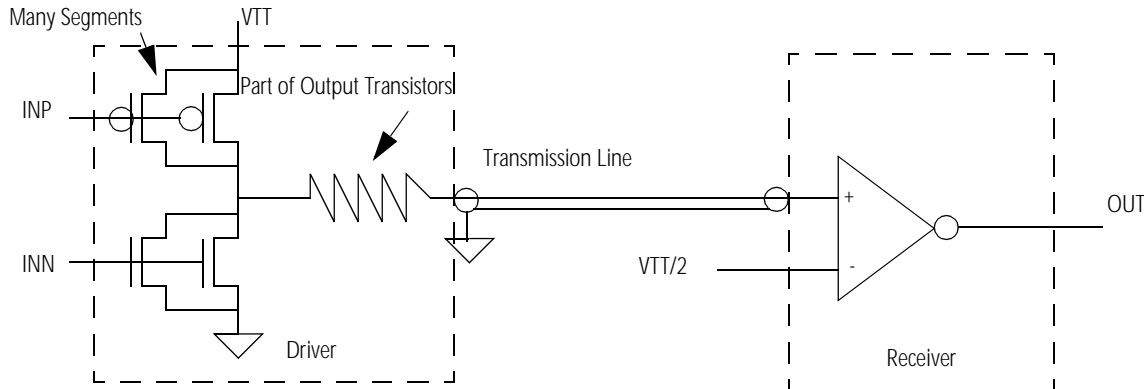 Many Segments
VTT
Part of Output Transistors
INP
Transmission Line
+
OUT
INN
VTT/2
-
Driver
Receiver